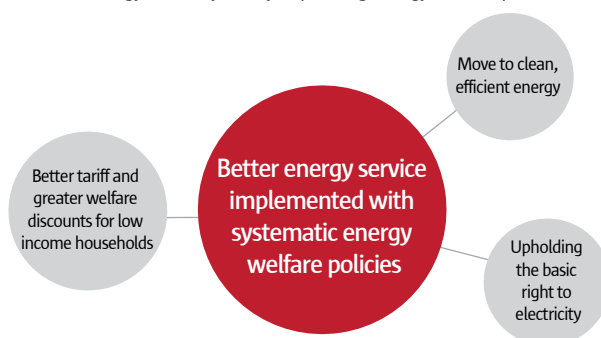 Move to clean,
efficient energy
Better energy service
implemented with
systematic energy
welfare policies
Better tariff and
greater welfare
discounts for low
income households
Upholding
the basic
right to
electricity